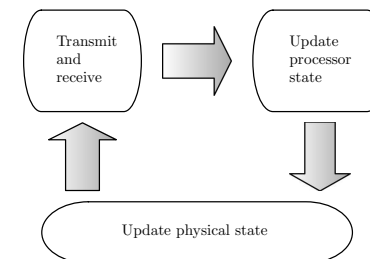 Transmit
and
receive
Update
processor
state
Update physical state